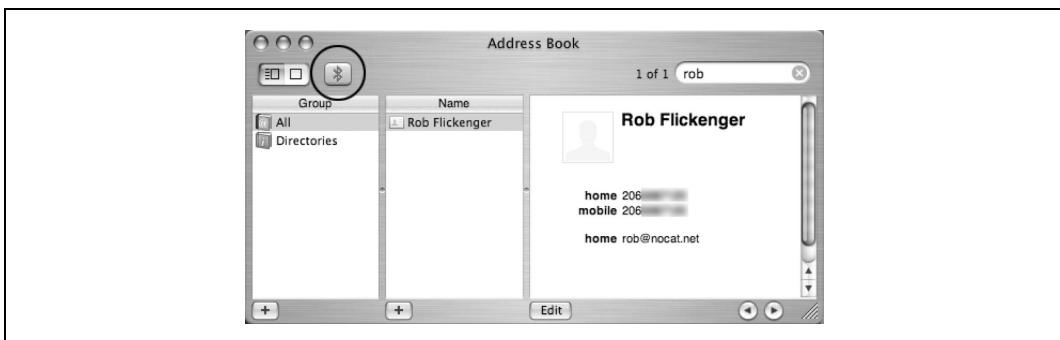 Address Book
1 of 1 rob
Group
All
Directories
Name
Rob Flickenger
Rob Flickenger
home 206
mobile 206
home rob@nocat.net
+
+
Edit